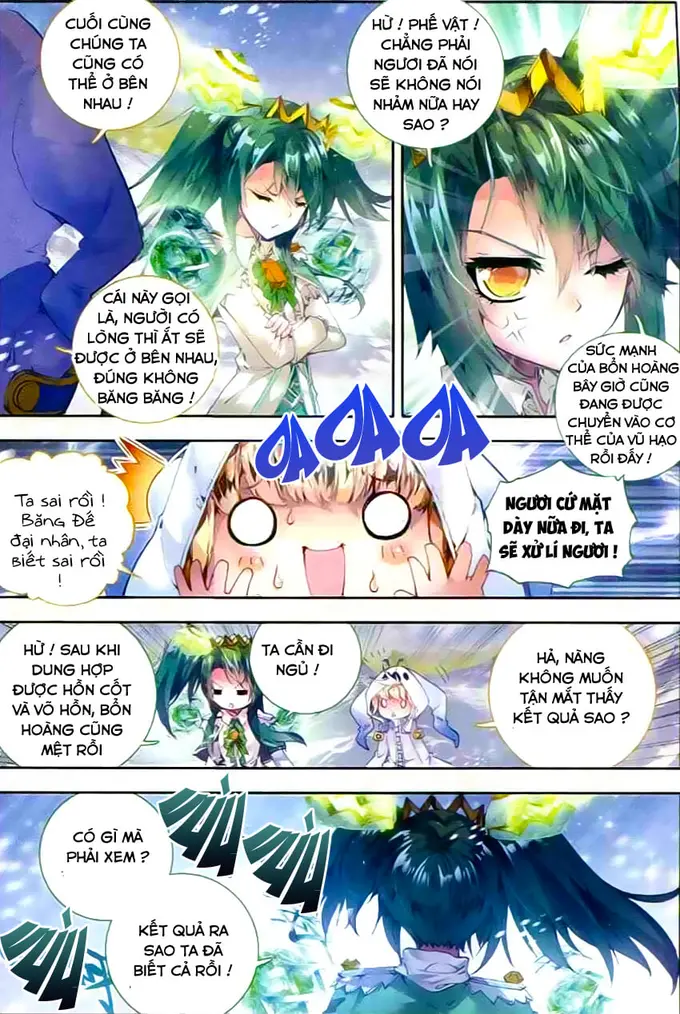 CUỐI CÙNG
CHÚNG TA
CŨNG CÓ
THỂ Ở BÊN
NHAU !
HỪ ! PHẾ VẬT !
CHẲNG PHẢI
NGƯƠI ĐÃ NÓI
SẼ KHÔNG NÓI
NHẢM NỮA HAY
SAO ?
CÁI NÀY GỌI
LÀ, NGƯỜI CÓ
LÒNG THÌ ẮT SẼ
ĐƯỢC Ở BÊN NHAU,
ĐÚNG KHÔNG
BĂNG BĂNG !
SỨC MẠNH
CỦA BỔN HOÀNG
BÂY GIỜ CŨNG
ĐANG ĐƯỢC
CHUYỂN VÀO CƠ
THỂ CỦA VŨ HẠO
RỒI ĐẤY !
OA OA OA
Ta sai rồi !
Băng Đế
đại nhân, ta
biết sai rồi
!
NGƯƠI CỨ MẶT
DÀY NỮA ĐI, TA
SẼ XỬ LÍ NGƯƠI !
HỪ ! SAU KHI
DUNG HỢP
ĐƯỢC HỒN CỐT
VÀ VÕ HỒN, BỔN
HOÀNG CŨNG
MỆT RỒI
TA CẦN ĐI
NGỦ !
HẢ, NÀNG
KHÔNG MUỐN
TẬN MẮT THẤY
KẾT QUẢ SAO ?
CÓ GÌ MÀ
PHẢI XEM ?
VÙÙ
VÙÙ
VÙÙ
KẾT QUẢ RA
SAO TA ĐÃ
BIẾT CẢ RỒI !